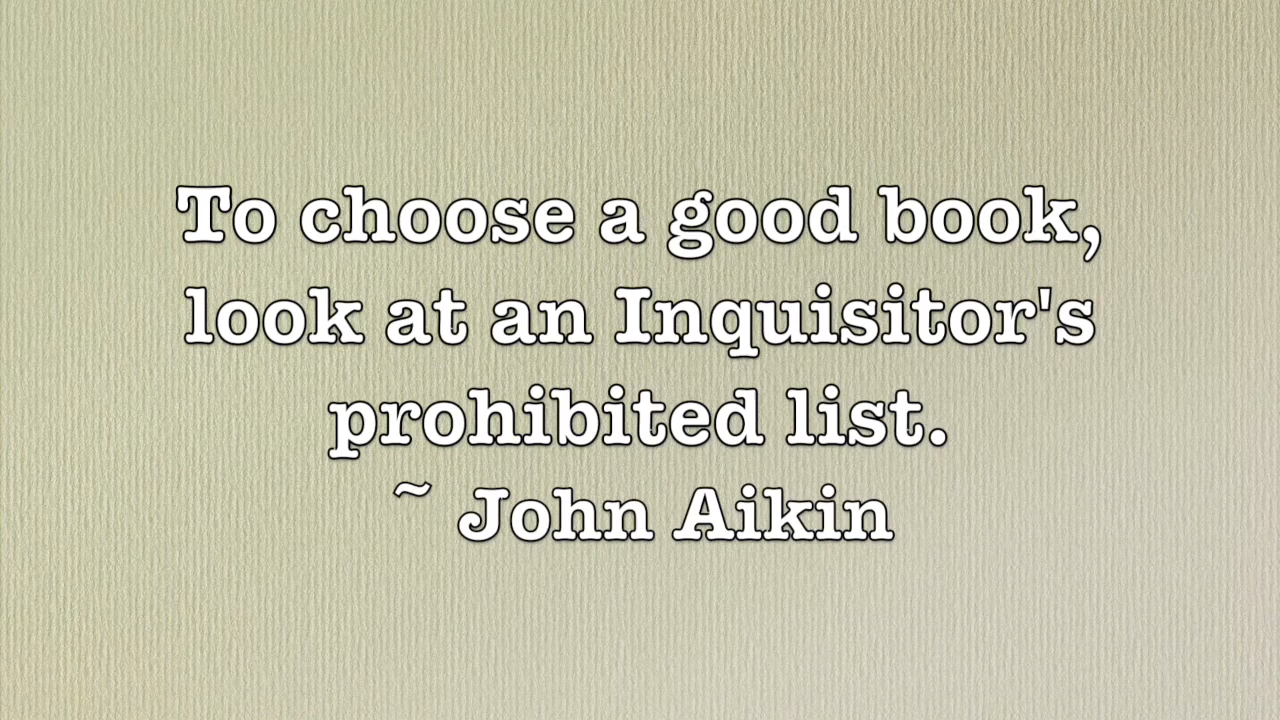 To choose a good book,
look at an Inquisitor's
prohibited list.
~ John Aikin